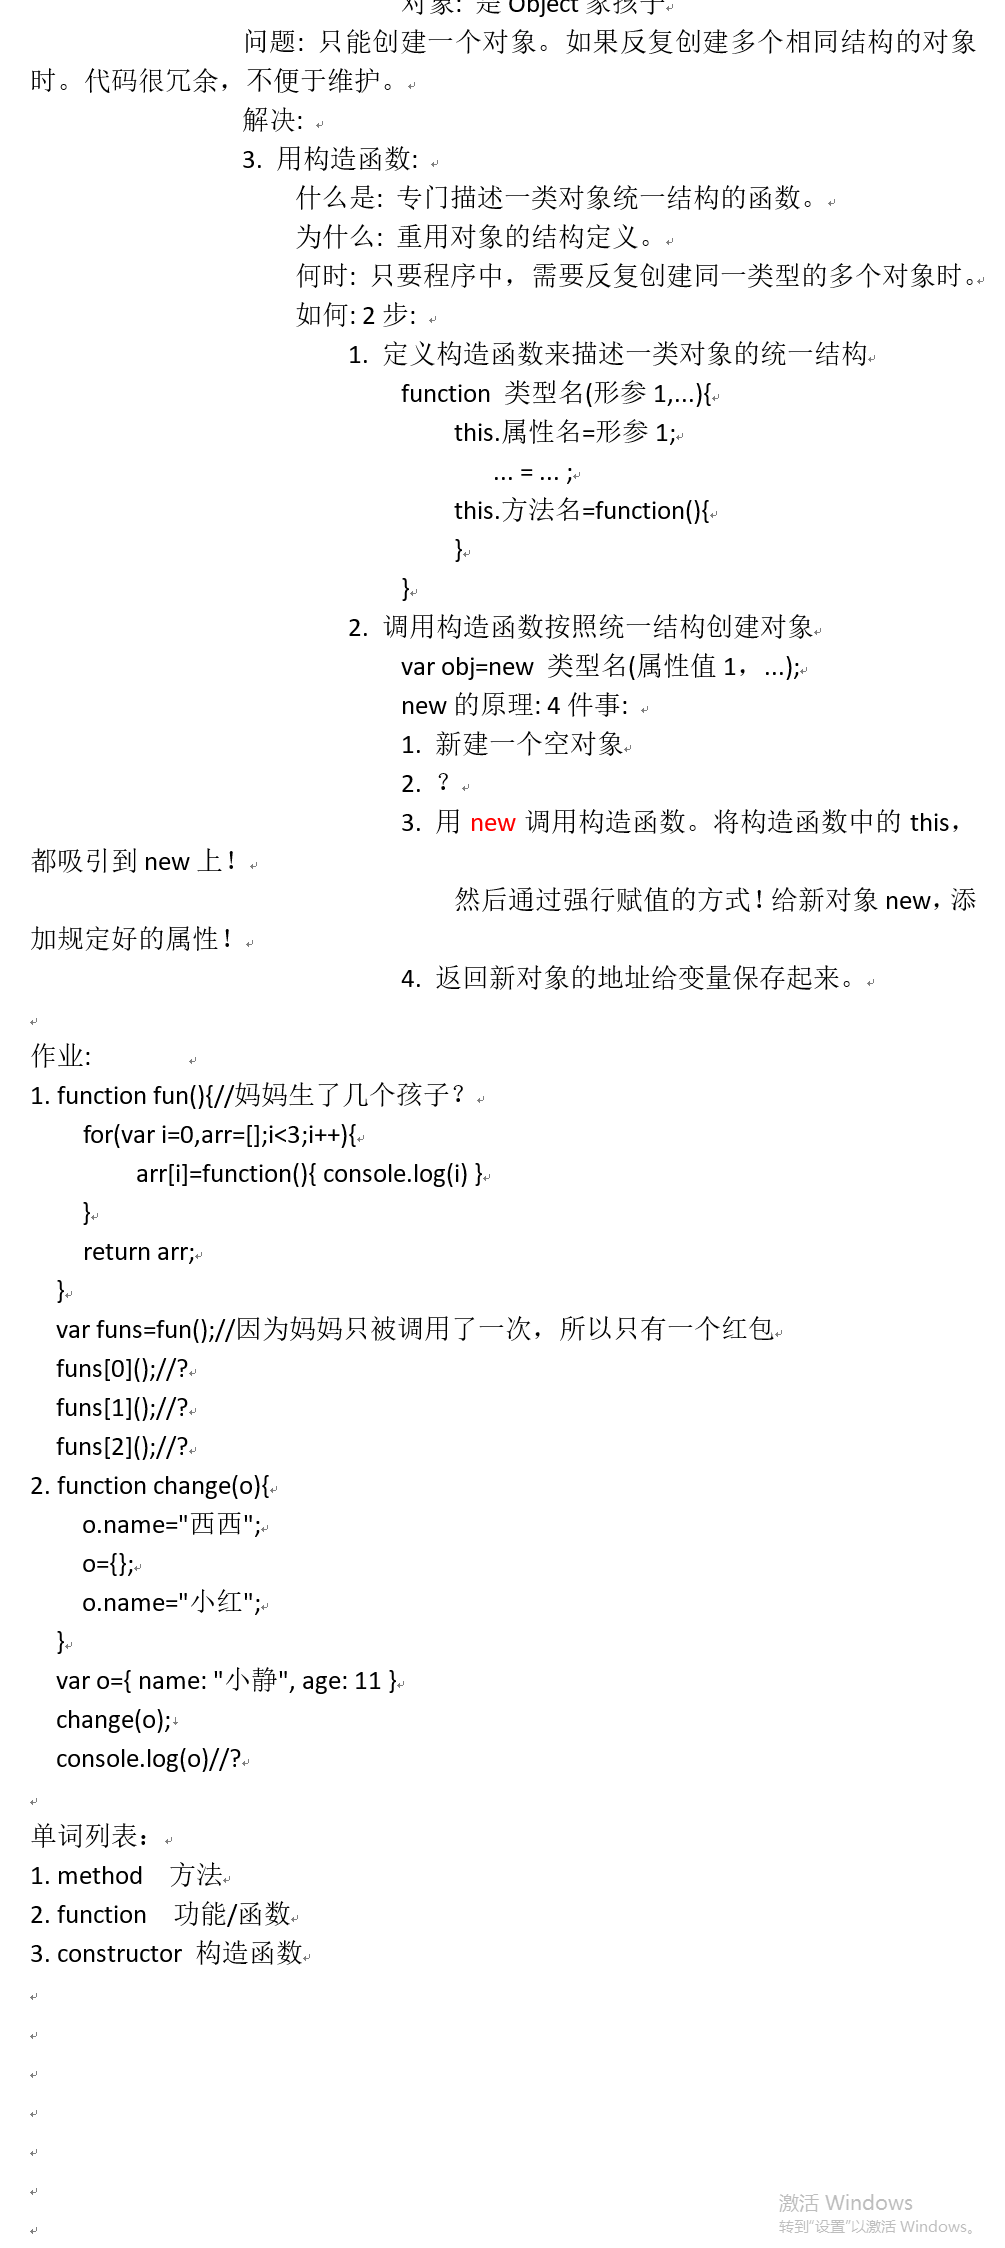 对象: 是 Object 家孩子
问题: 只能创建一个对象。如果反复创建多个相同结构的对象
时。代码很冗余，不便于维护。
解决:
3. 用构造函数:
什么是: 专门描述一类对象统一结构的函数。
为什么: 重用对象的结构定义。
何时: 只要程序中，需要反复创建同一类型的多个对象时。
如何: 2 步:
1. 定义构造函数来描述一类对象的统一结构
function 类型名(形参 1,...){
this.属性名=形参 1;
... = ... ;
this.方法名=function(){
}
}
2. 调用构造函数按照统一结构创建对象
var obj=new 类型名(属性值 1，...);
new 的原理: 4 件事:
1. 新建一个空对象
2. ？
3. 用 new 调用构造函数。将构造函数中的 this，
都吸引到 new 上！
然后通过强行赋值的方式！给新对象 new，添
加规定好的属性！
4. 返回新对象的地址给变量保存起来。
作业:
1. function fun(){//妈妈生了几个孩子？
for(var i=0,arr=[];i<3;i++){
arr[i]=function(){ console.log(i) }
}
return arr;
}
var funs=fun();//因为妈妈只被调用了一次，所以只有一个红包
funs[0]();//?
funs[1]();//?
funs[2]();//?
2. function change(o){
o.name="西西";
o={};
o.name="小红";
}
var o={ name: "小静", age: 11 }
change(o);
console.log(o)//?
单词列表：
1. method 方法
2. function 功能/函数
3. constructor 构造函数
激活 Windows
转到"设置"以激活 Windows。